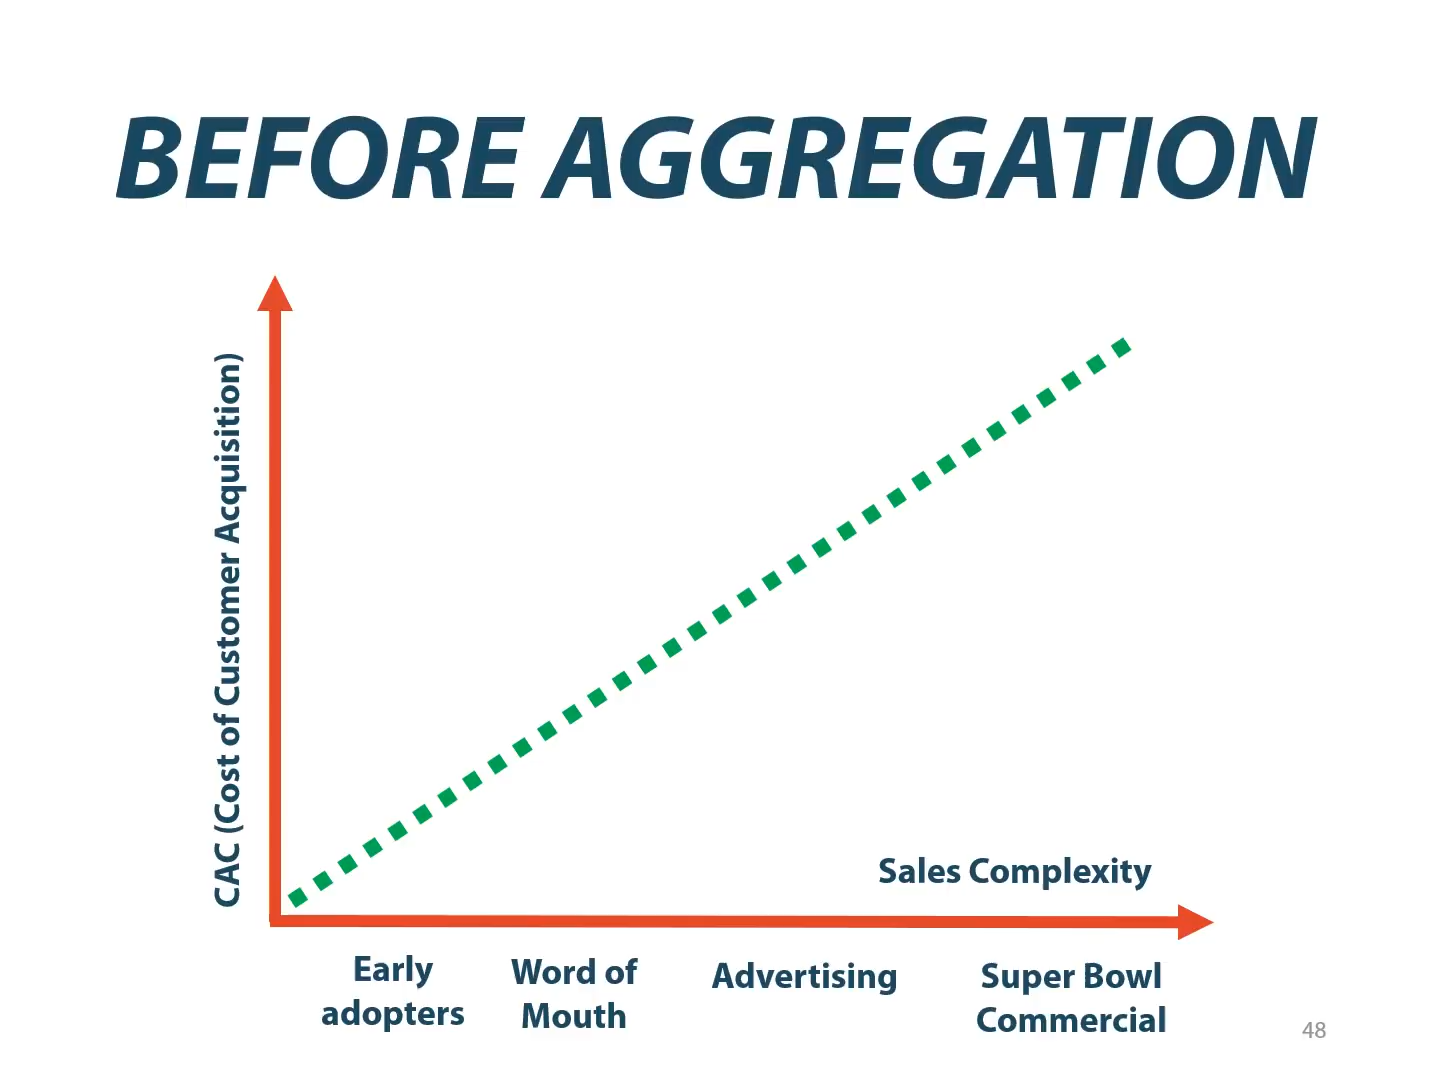 BEFORE AGGREGATION
CAC (Cost of Customer Acquisition)
Sales Complexity
Early
adopters
Word of
Mouth
Advertising
Super Bowl
Commercial
48